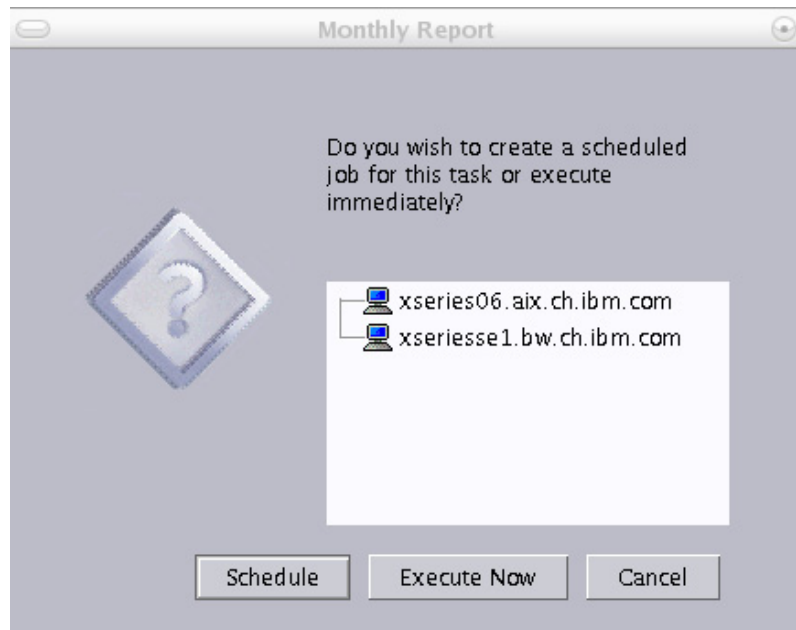 Monthly Report
Do you wish to create a scheduled
job for this task or execute
immediately?
?
xseries06.aix.ch.ibm.com
xseriesse1.bw.ch.ibm.com
Schedule
Execute Now
Cancel